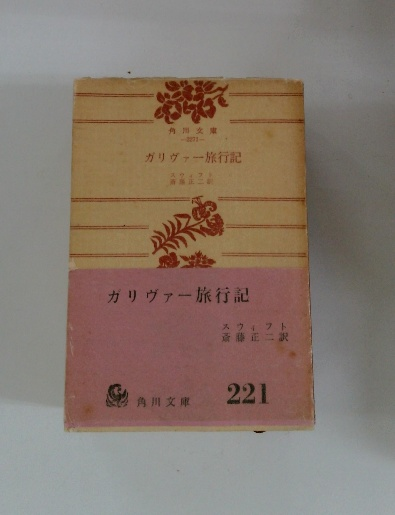 角川文庫
ガリヴァー旅行記
スウィフト
斎藤正二訳
ガリヴァー旅行記
スウィフト
斎藤正二訳
角川文庫
221